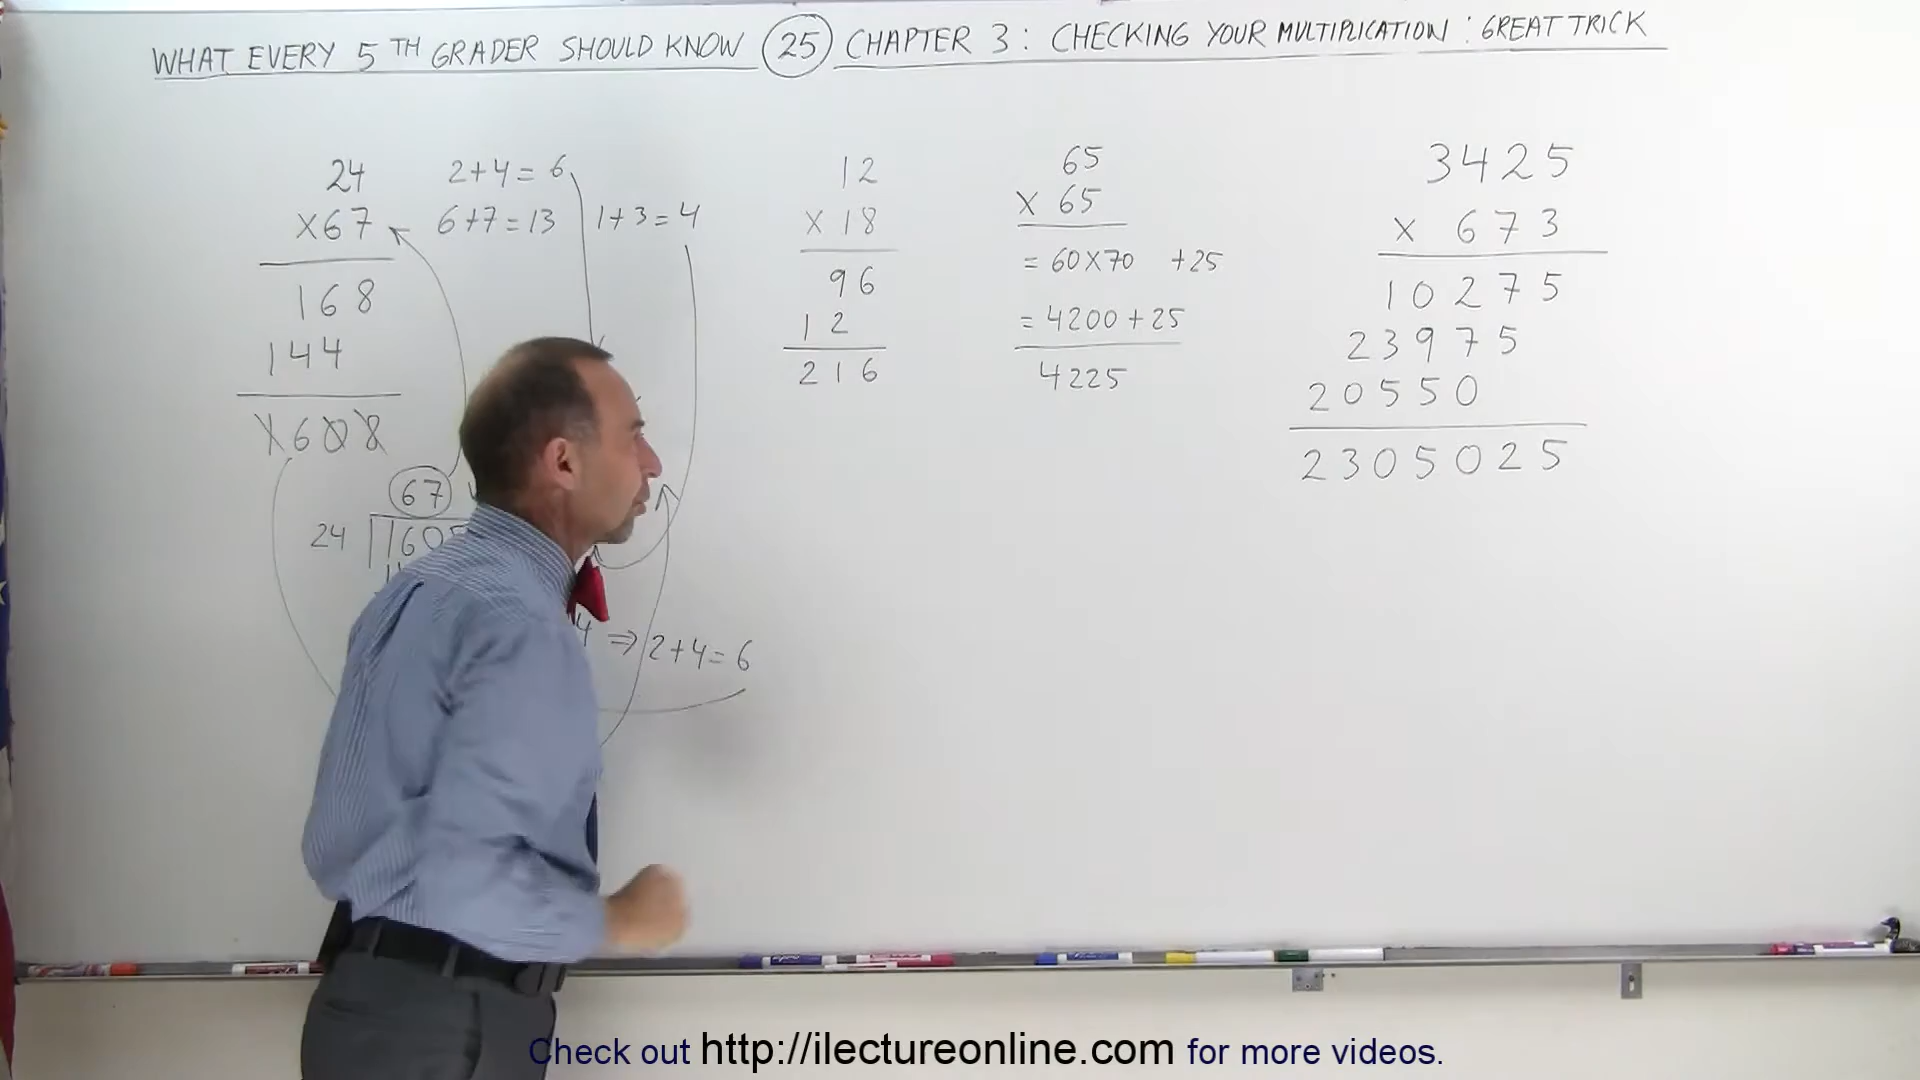 WHAT EVERY 5TH GRADER SHOULD KNOW 25 CHAPTER 3: CHECKING YOUR MULTIPLICATION: GREAT TRICK
24 2+4=6
X67 6+7=13 1+3=4
168
144
1608
67
24 160
4 ⇒ 2+4=6
12
X 18
96
12
216
65
X 65
= 60X70 +25
= 4200+25
4225
3425
X 673
10275
23975
20550
2305025
Check out http://ilectureonline.com for more videos.